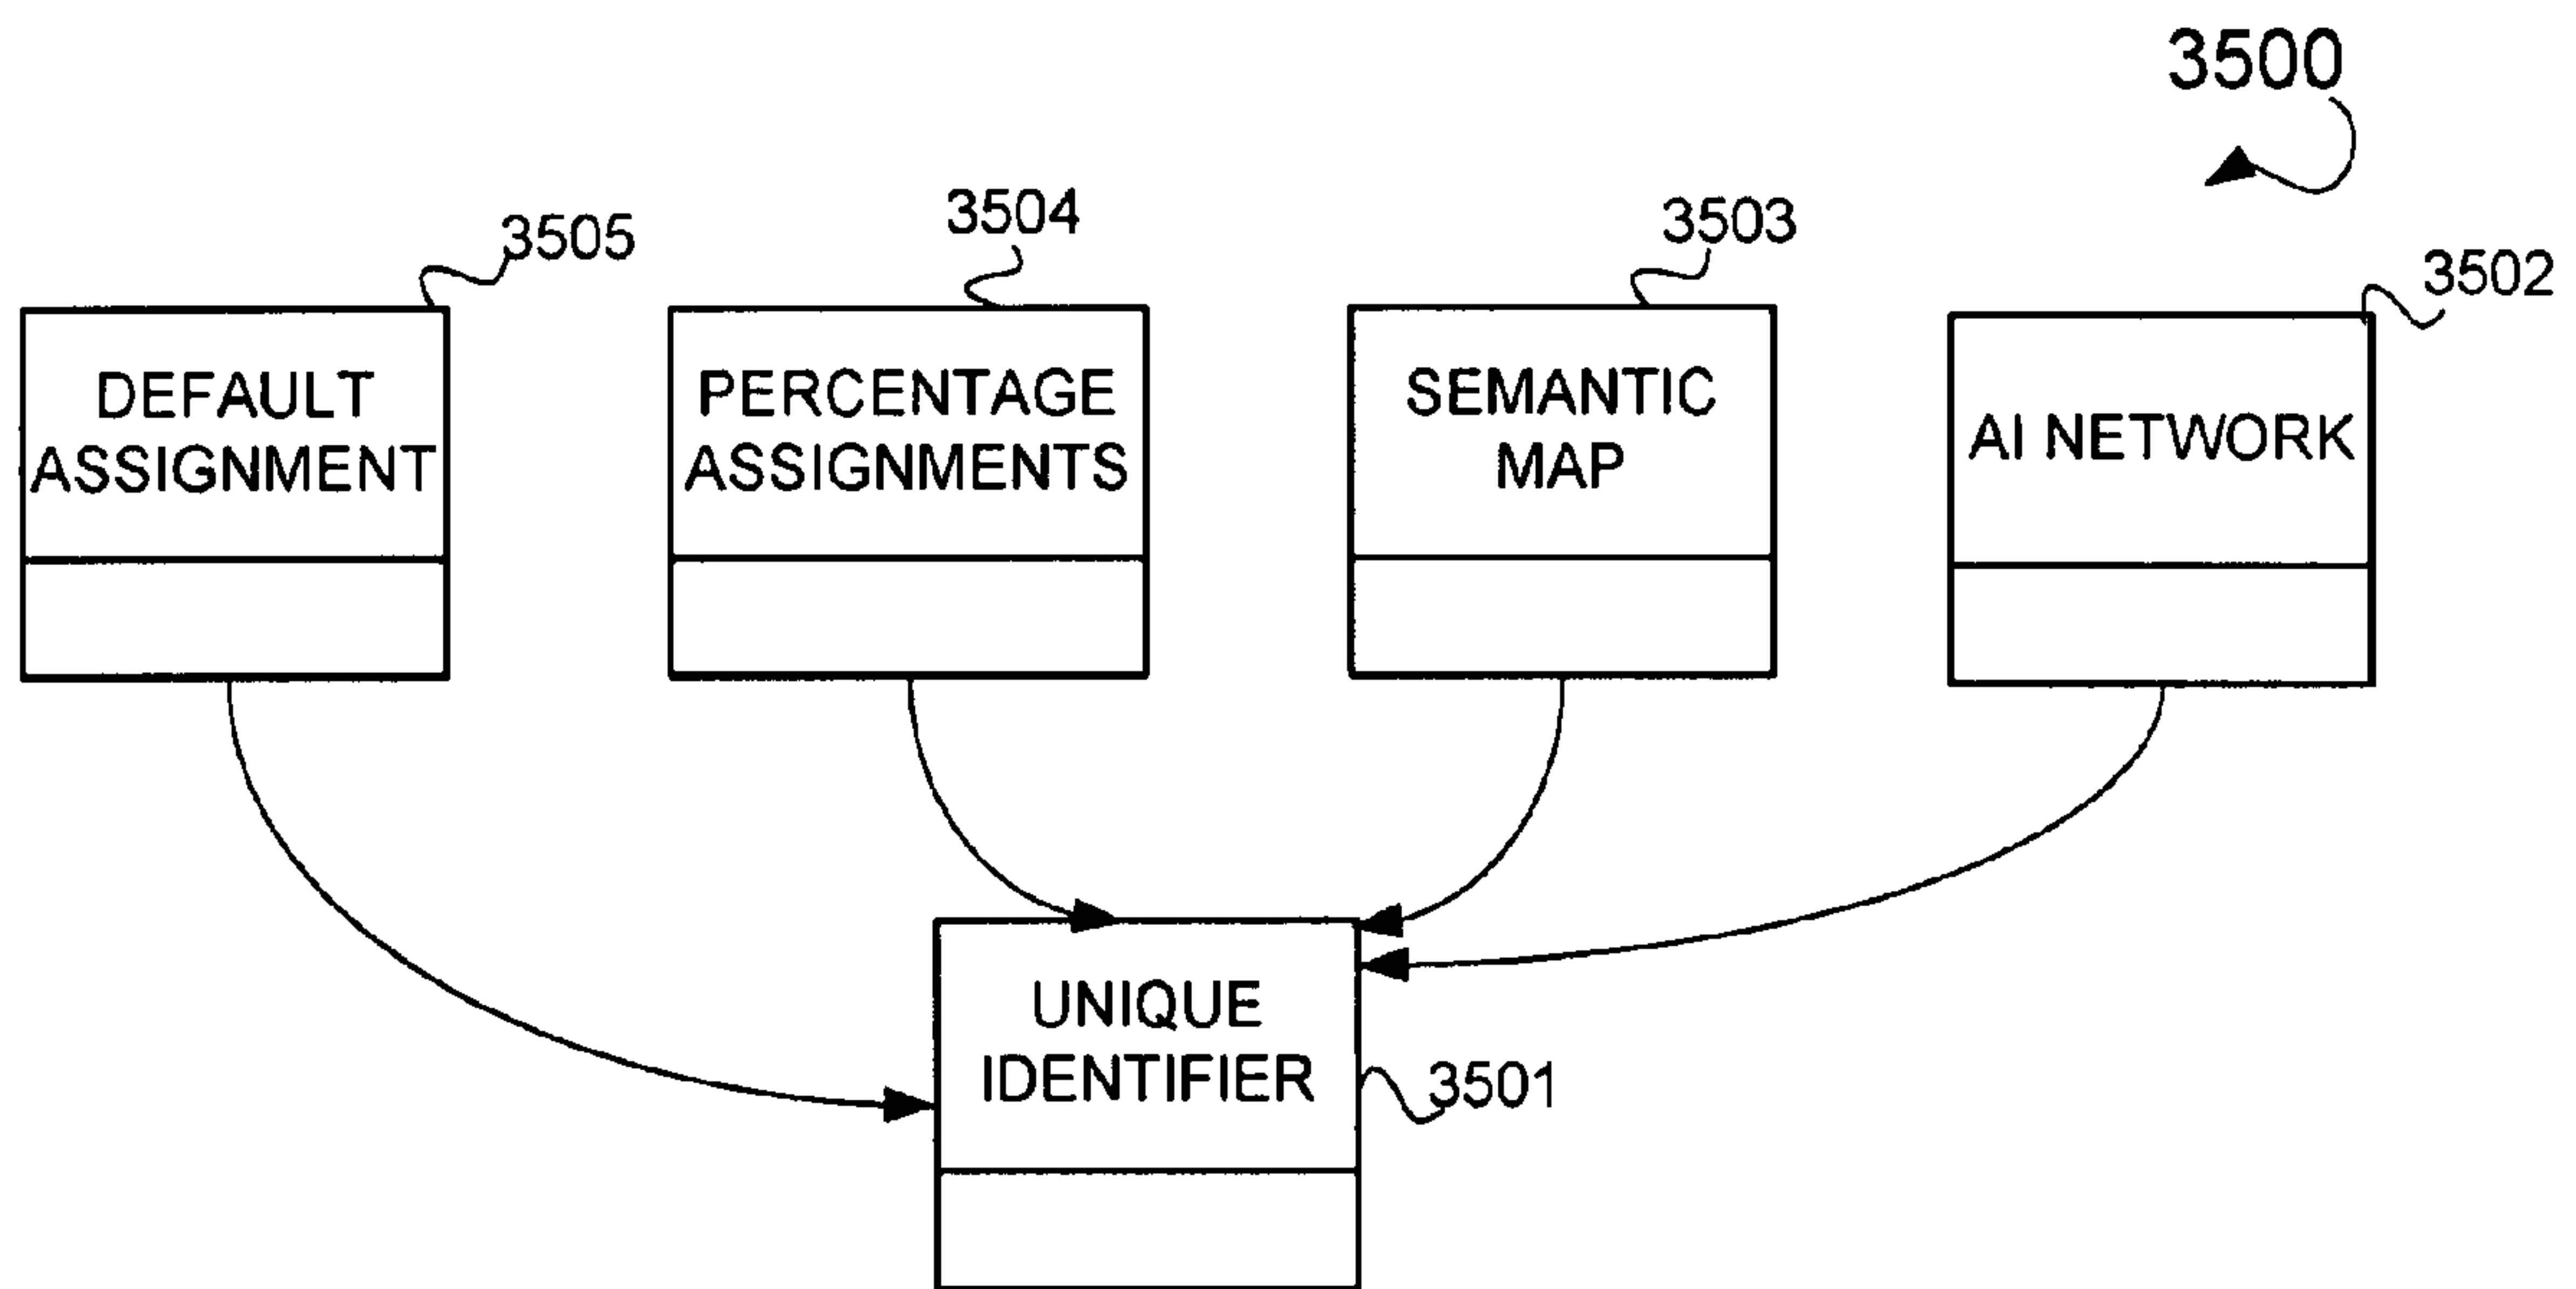 3500
3505
3504
3503
3502
DEFAULT
ASSIGNMENT
PERCENTAGE
ASSIGNMENTS
SEMANTIC
MAP
AI NETWORK
UNIQUE
IDENTIFIER
3501